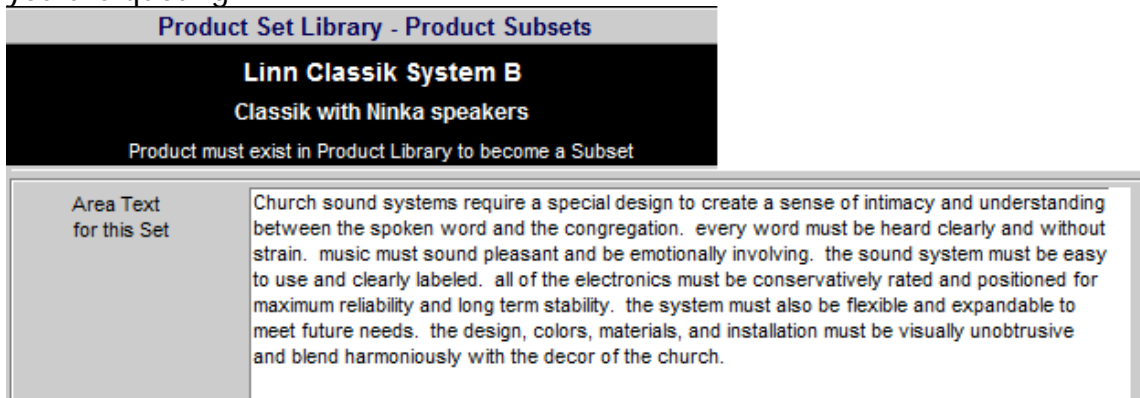 Product Set Library - Product Subsets
Linn Classik System B
Classik with Ninka speakers
Product must exist in Product Library to become a Subset
Area Text
for this Set
Church sound systems require a special design to create a sense of intimacy and understanding
between the spoken word and the congregation.  every word must be heard clearly and without
strain.  music must sound pleasant and be emotionally involving.  the sound system must be easy
to use and clearly labeled.  all of the electronics must be conservatively rated and positioned for
maximum reliability and long term stability.  the system must also be flexible and expandable to
meet future needs.  the design, colors, materials, and installation must be visually unobtrusive
and blend harmoniously with the decor of the church.